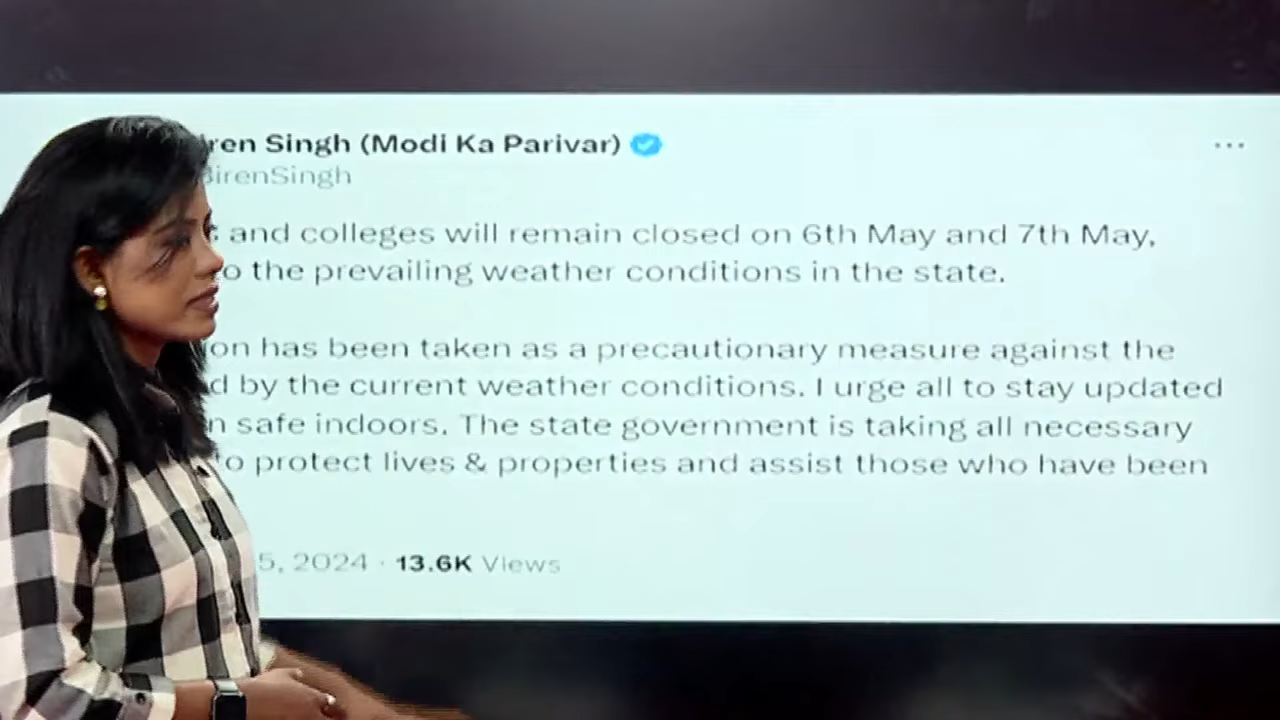 ren Singh (Modi Ka Parivar)
BirenSingh
and colleges will remain closed on 6th May and 7th May,
the prevailing weather conditions in the state.
on has been taken as a precautionary measure against the
d by the current weather conditions. I urge all to stay updated
n safe indoors. The state government is taking all necessary
to protect lives & properties and assist those who have been
5, 2024 · 13.6K Views